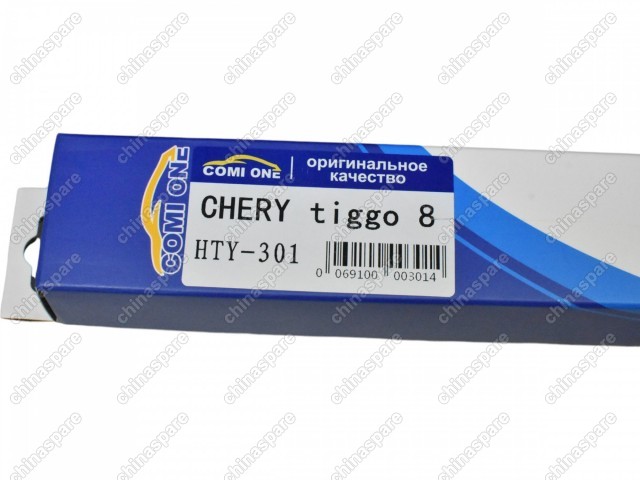 COMI ONE
COMI ONE
оригинальное
качество
CHERY tiggo 8
HTY-301
0 069100 003014
chinaspare